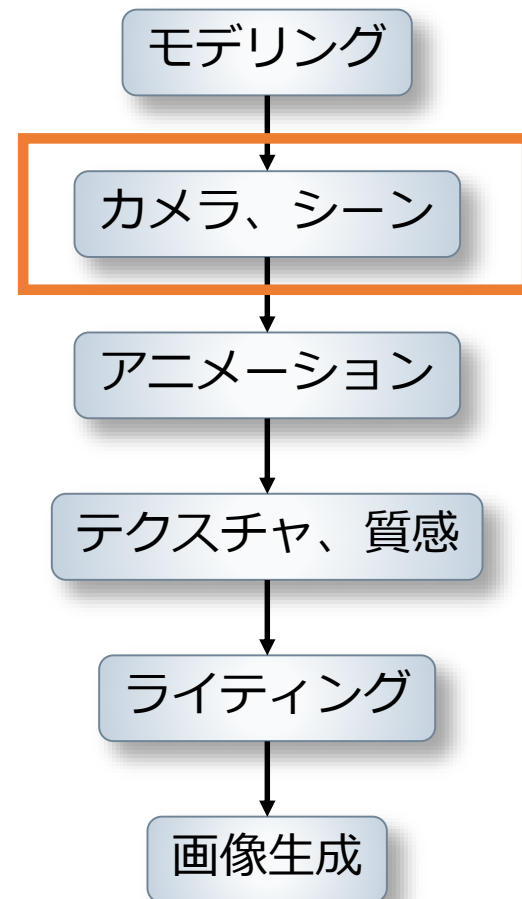 モデリング
カメラ、シーン
アニメーション
テクスチャ、質感
ライティング
画像生成